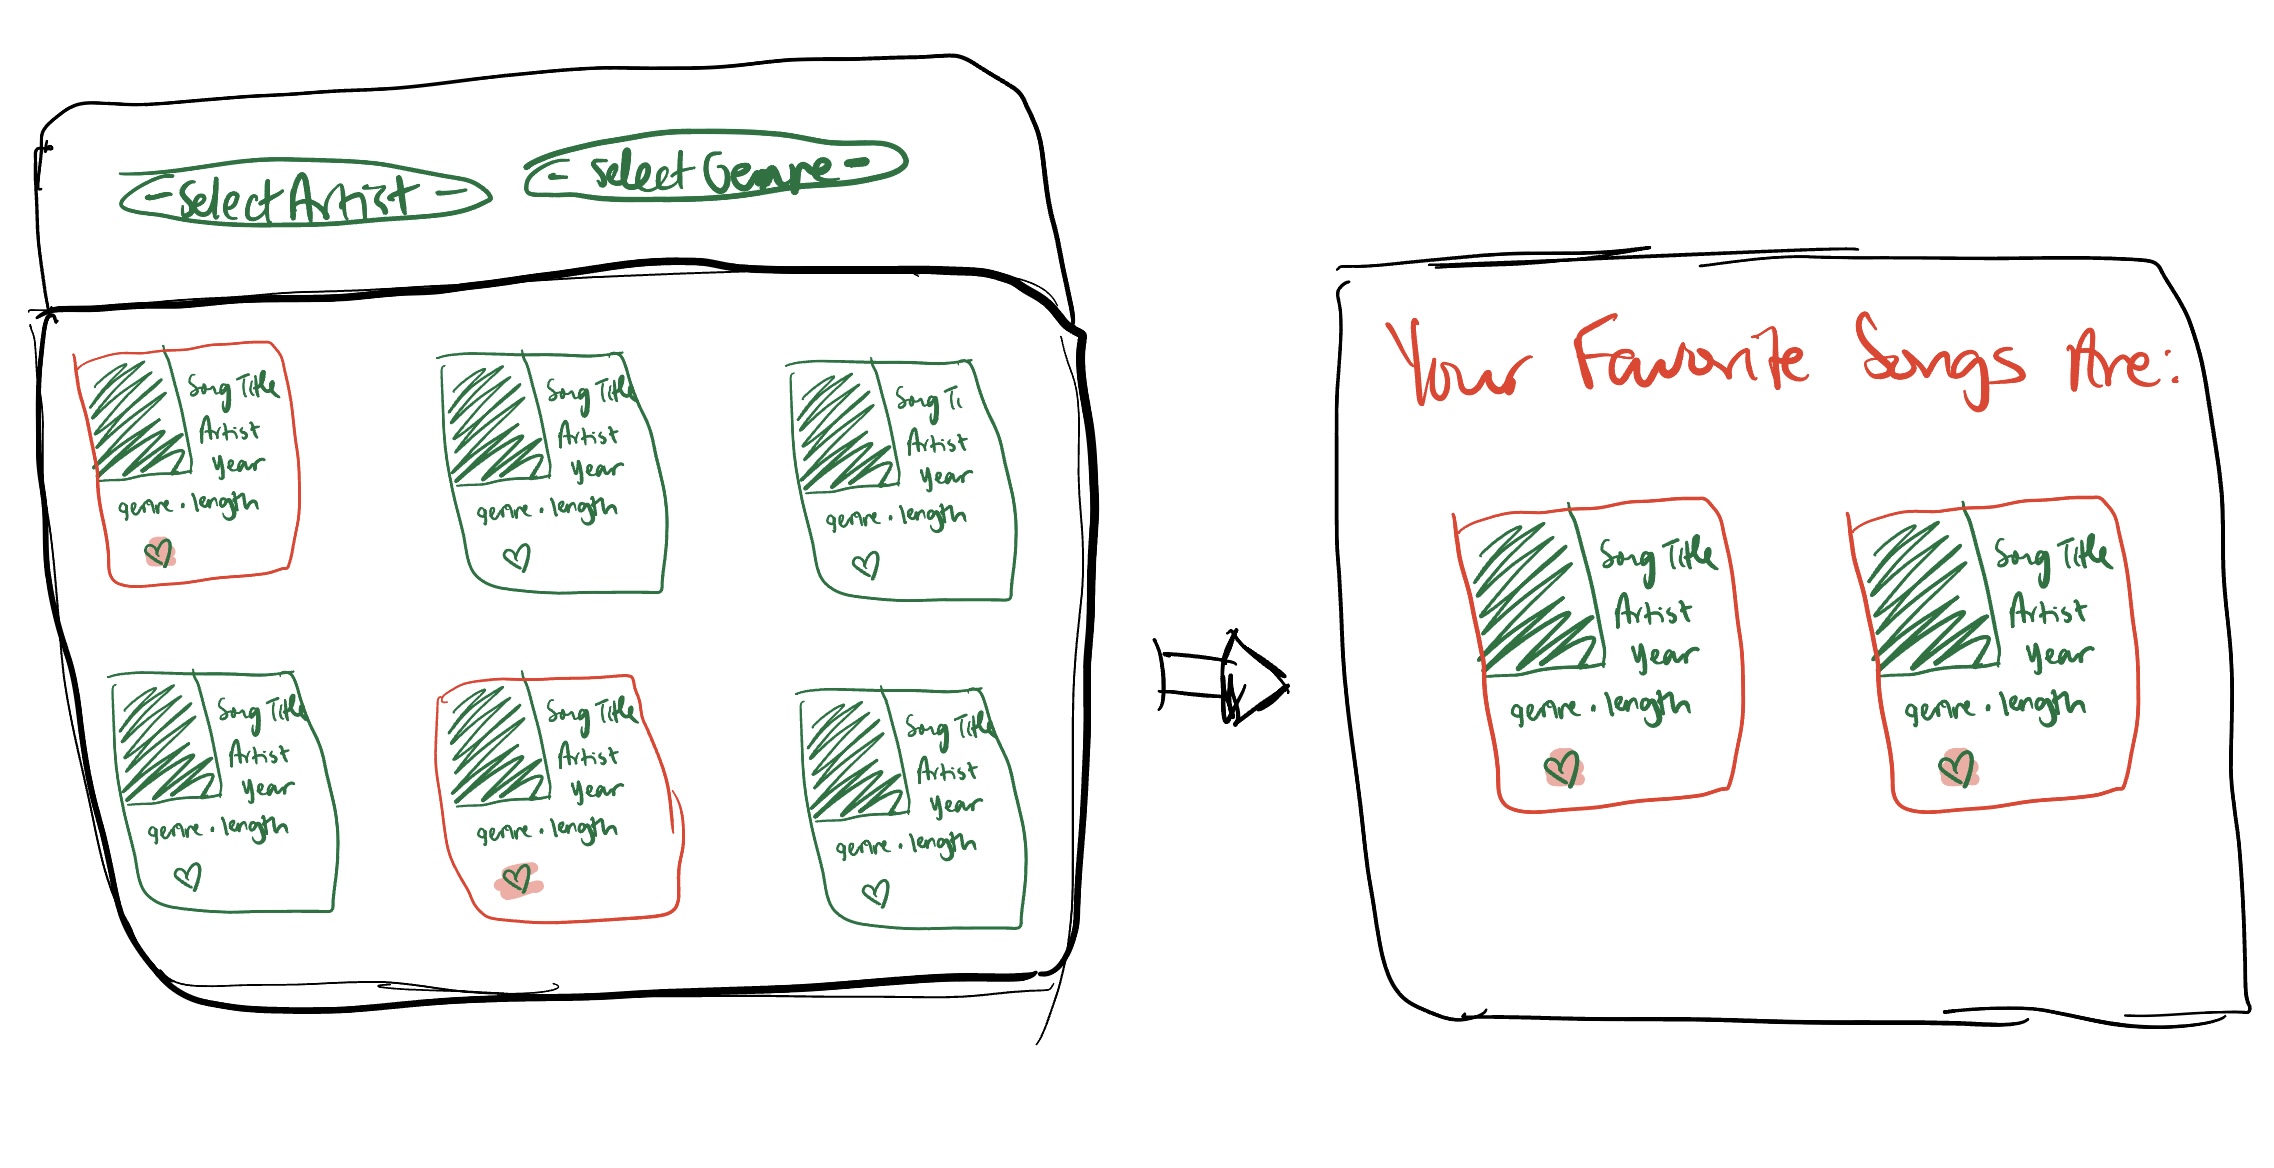 - Select Artist -
- select Genre -
Song Title
Artist
Year
genre · length
Song Title
Artist
Year
genre · length
Song Ti
Artist
Year
genre · length
Song Title
Artist
Year
genre · length
Song Title
Artist
Year
genre · length
Song Title
Artist
Year
genre · length
Your Favorite Songs Are:
Song Title
Artist
Year
genre · length
Song Title
Artist
Year
genre · length